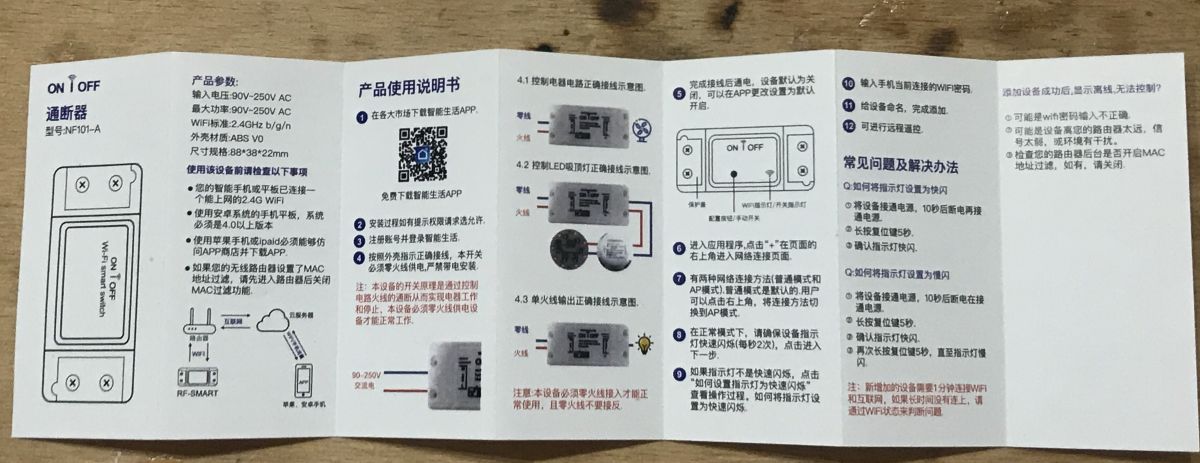 ON OFF
通断器
型号:NF101-A
ON OFF
Wi-Fi smart switch
产品参数:
输入电压:90V~250V AC
最大功率:90V~250V AC
WiFi标准:2.4GHz b/g/n
外壳材质:ABS V0
尺寸规格:88*38*22mm
使用该设备前请检查以下事项
●您的智能手机或平板已连接一
个能上网的2.4G WiFi
●使用安卓系统的手机平板，系统
必须是4.0以上版本
●使用苹果手机或ipaid必须能够访
问APP商店并下载APP.
●如果您的无线路由器设置了MAC
地址过滤，请先进入路由器后关闭
MAC过滤功能.
互联网
云服务器
路由器
WIFI
APP
RF-SMART
苹果、安卓手机
产品使用说明书
1 在各大市场下载智能生活APP.
免费下载智能生活APP
2 安装过程如有提示权限请求选允许.
3 注册账号并登录智能生活.
4 按照外壳指示正确接线，本开关
必须零火线供电,严禁带电安装.
注：本设备的开关原理是通过控制
电路火线的通断从而实现电器工作
和停止，本设备必须零火线供电设
备才能正常工作.
90-250V
交流电
4.1 控制电器电路正确接线示意图.
零线
火线
4.2 控制LED吸顶灯正确接线示意图.
零线
火线
4.3 单火线输出正确接线示意图.
零线
火线
注意:本设备必须零火线接入才能正
常使用，且零火线不要接反.
5 完成接线后通电，设备默认为关
闭，可以在APP更改设置为默认
开启.
ON OFF
保护盖
WIFI指示灯/开关指示灯
配置按钮/手动开关
6 进入应用程序,点击"+"在页面的
右上角进入网络连接页面.
7 有两种网络连接方法(普通模式和
AP模式).普通模式是默认的.用户
可以点击右上角，将连接方法切
换到AP模式.
8 在正常模式下，请确保设备指示
灯快速闪烁(每秒2次)，点击进入
下一步.
9 如果指示灯不是快速闪烁，点击
"如何设置指示灯为快速闪烁"
查看操作过程，如何将指示灯设
置为快速闪烁.
10 输入手机当前连接的WIFI密码.
11 给设备命名，完成添加.
12 可进行远程遥控.
常见问题及解决办法
Q:如何将指示灯设置为快闪
①将设备接通电源，10秒后断电再接
通电源.
②长按复位键5秒.
③确认指示灯快闪.
Q:如何将指示灯设置为慢闪
①将设备接通电源，10秒后断电在接
通电源.
②长按复位键5秒.
③确认指示灯快闪.
再次长按复位键5秒，直至指示灯慢
闪.
注：新增加的设备需要1分钟连接WiFi
和互联网，如果长时间没有连上，请
通过WiFi状态来判断问题.
添加设备成功后,显示离线,无法控制?
①可能是wifi密码输入不正确.
②可能是设备离您的路由器太远，信
号太弱，或环境有干扰。
③检查您的路由器后台是否开启MAC
地址过滤，如有，请关闭.